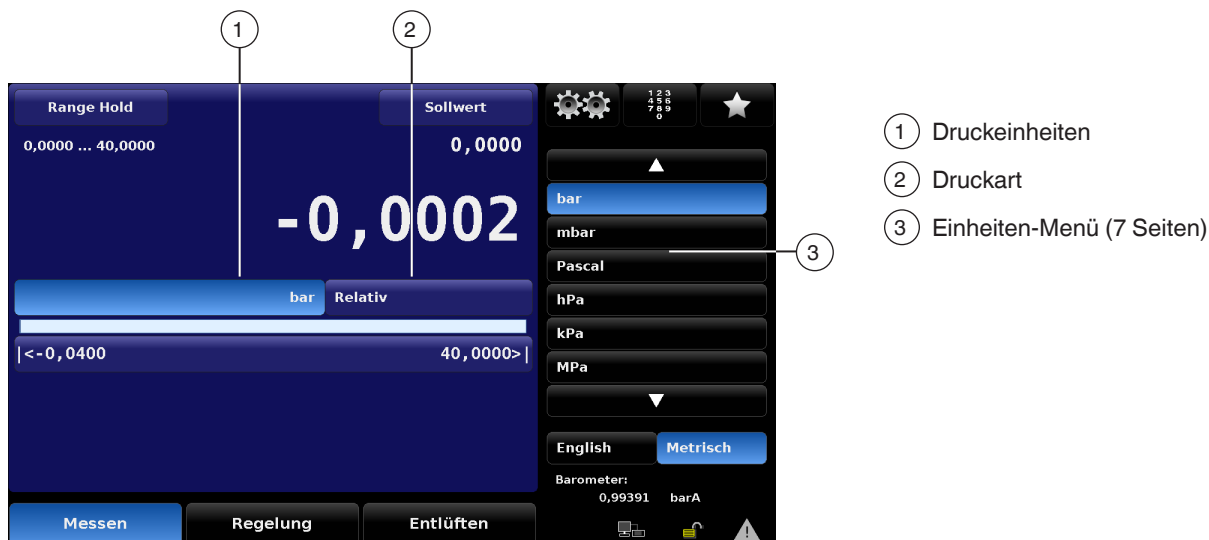 1
2
Range Hold
Sollwert
1 2 3
4 5 6
7 8 9
0
0,0000 ... 40,0000
0,0000
-0,0002
bar
Relativ
|<-0,0400
40,0000>|
bar
mbar
Pascal
hPa
kPa
MPa
English
Metrisch
Barometer:
0,99391 barA
Messen
Regelung
Entlüften
3
1 Druckeinheiten
2 Druckart
3 Einheiten-Menü (7 Seiten)